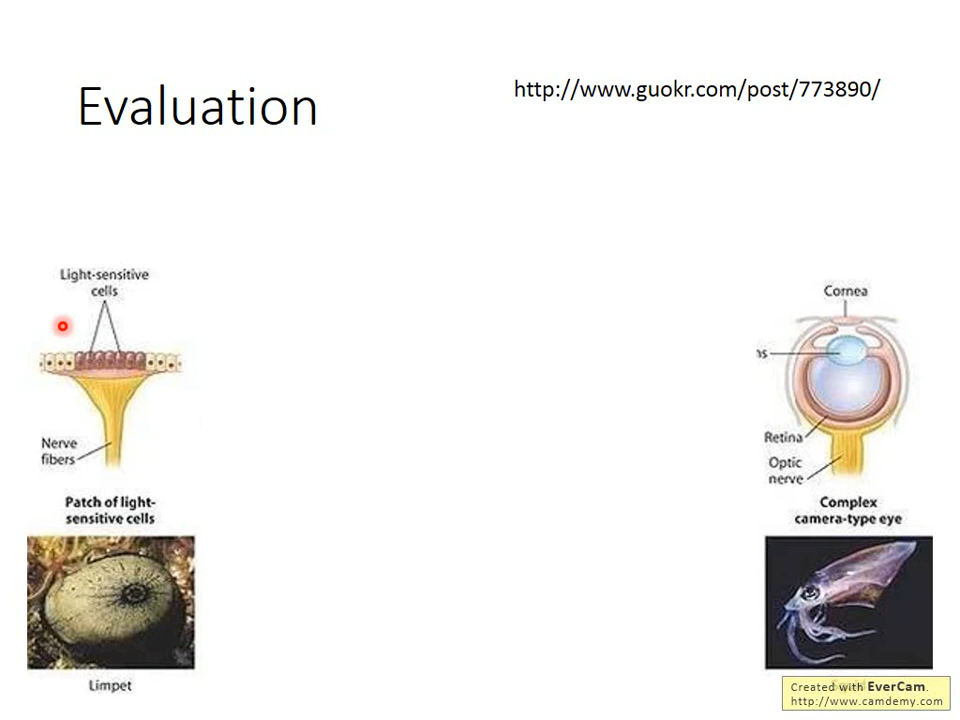 Evaluation
http://www.guokr.com/post/773890/
Light-sensitive
cells
Nerve
fibers
Patch of light-
sensitive cells
Limpet
Cornea
ns
Retina
Optic
nerve
Complex
camera-type eye
Created with EverCam.
http://www.camdemy.com